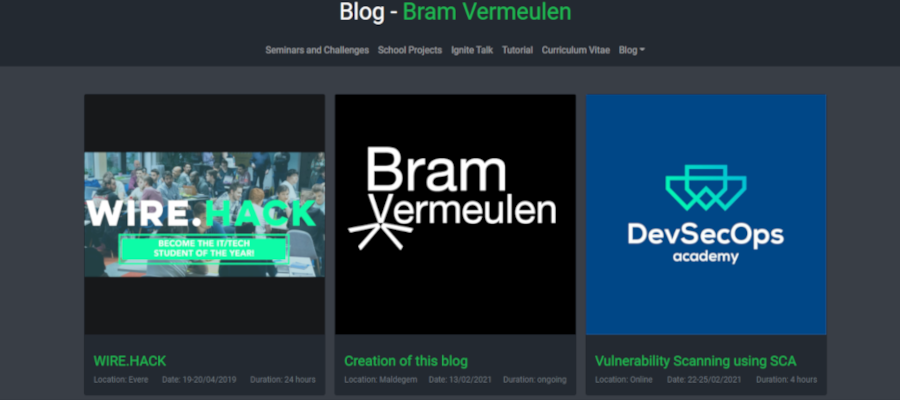 Blog - Bram Vermeulen
Seminars and Challenges School Projects Ignite Talk Tutorial Curriculum Vitae Blog
WIRE.HACK
BECOME THE IT/TECH
STUDENT OF THE YEAR!
Bram
Vermeulen
DevSecOps
academy
WIRE.HACK
Location: Evere Date: 19-20/04/2019 Duration: 24 hours
Creation of this blog
Location: Maldegem Date: 13/02/2021 Duration: ongoing
Vulnerability Scanning using SCA
Location: Online Date: 22-25/02/2021 Duration: 4 hours